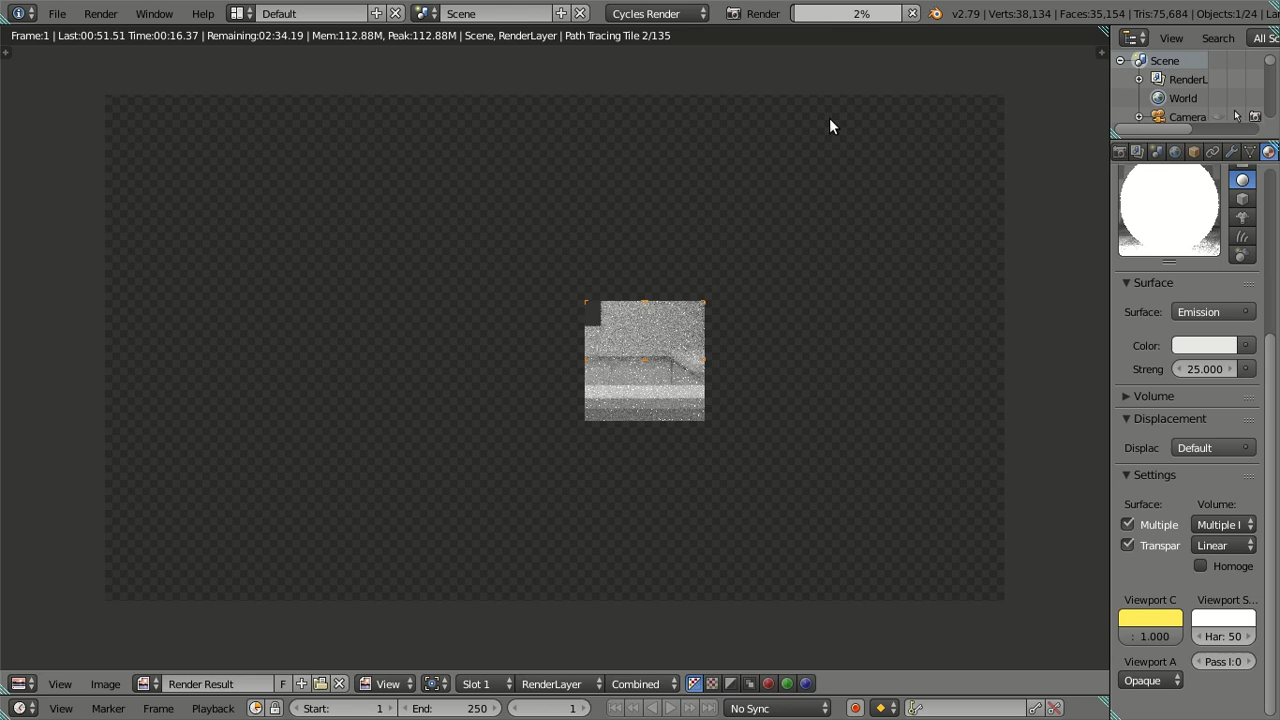 File Render Window Help Default Scene Cycles Render Render 2% v2.79 | Verts:38,134 | Faces:35,154 | Tris:75,684 | Objects:1/24 | La
Frame:1 | Last:00:51.51 Time:00:16.37 | Remaining:02:34.19 | Mem:112.88M, Peak:112.88M | Scene, RenderLayer | Path Tracing Tile 2/135
View Search All Sc
Scene
RenderL
World
Camera
Surface
Surface: Emission
Color:
Streng 25.000
Volume
Displacement
Displac Default
Settings
Surface: Volume:
Multiple Multiple I
Transpar Linear
Homoge
Viewport C Viewport S...
: 1.000 Har: 50
Viewport A Pass I:0
Opaque
View Image Render Result F View Slot 1 RenderLayer Combined
View Marker Frame Playback Start: 1 End: 250 1 No Sync